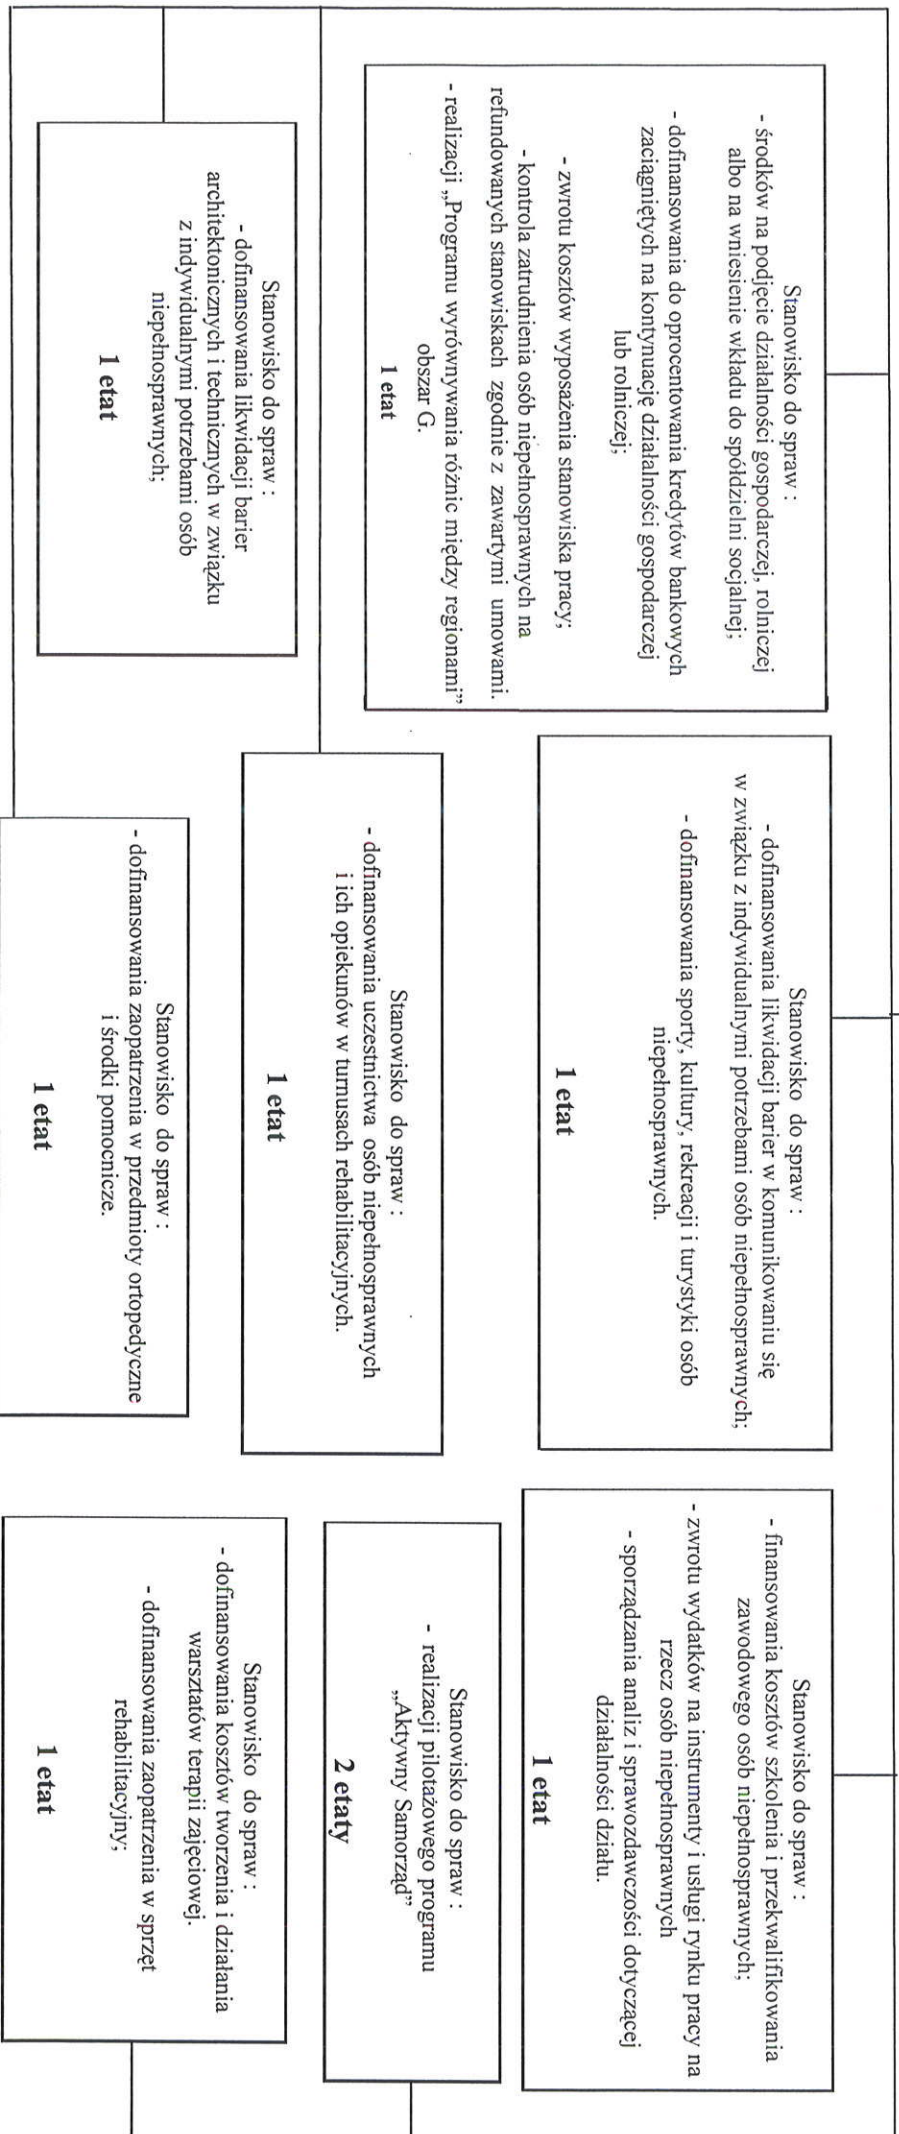 Stanowisko do spraw :
- środków na podjęcie działalności gospodarczej, rolniczej
albo na wniesienie wkładu do spółdzielni socjalnej;
- dofinansowania do oprocentowania kredytów bankowych
zaciągniętych na kontynuację działalności gospodarczej
lub rolniczej;
- zwrotu kosztów wyposażenia stanowiska pracy;
- kontrola zatrudnienia osób niepełnosprawnych na
refundowanych stanowiskach zgodnie z zawartymi umowami.
- realizacji „Programu wyrównywania różnic między regionami”
obszar G.
1 etat
Stanowisko do spraw :
- dofinansowania likwidacji barier w komunikowaniu się
w związku z indywidualnymi potrzebami osób niepełnosprawnych;
- dofinansowania sporty, kultury, rekreacji i turystyki osób
niepełnosprawnych.
1 etat
Stanowisko do spraw :
- finansowania kosztów szkolenia i przekwalifikowania
zawodowego osób niepełnosprawnych;
- zwrotu wydatków na instrumenty i usługi rynku pracy na
rzecz osób niepełnosprawnych
- sporządzania analiz i sprawozdawczości dotyczącej
działalności działu.
1 etat
Stanowisko do spraw :
- dofinansowania uczestnictwa osób niepełnosprawnych
i ich opiekunów w turnusach rehabilitacyjnych.
1 etat
Stanowisko do spraw :
- realizacji pilotażowego programu
„Aktywny Samorząd”
2 etaty
Stanowisko do spraw :
- dofinansowania likwidacji barier
architektonicznych i technicznych w związku
z indywidualnymi potrzebami osób
niepełnosprawnych;
1 etat
Stanowisko do spraw :
- dofinansowania zaopatrzenia w przedmioty ortopedyczne
i środki pomocnicze.
1 etat
Stanowisko do spraw :
- dofinansowania kosztów tworzenia i działania
warsztatów terapii zajęciowej.
- dofinansowania zaopatrzenia w sprzęt
rehabilitacyjny;
1 etat